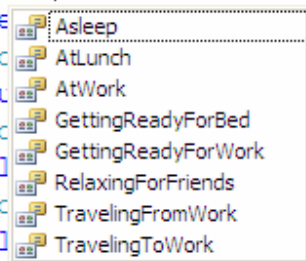 Asleep
AtLunch
AtWork
GettingReadyForBed
GettingReadyForWork
RelaxingForFriends
TravelingFromWork
TravelingToWork